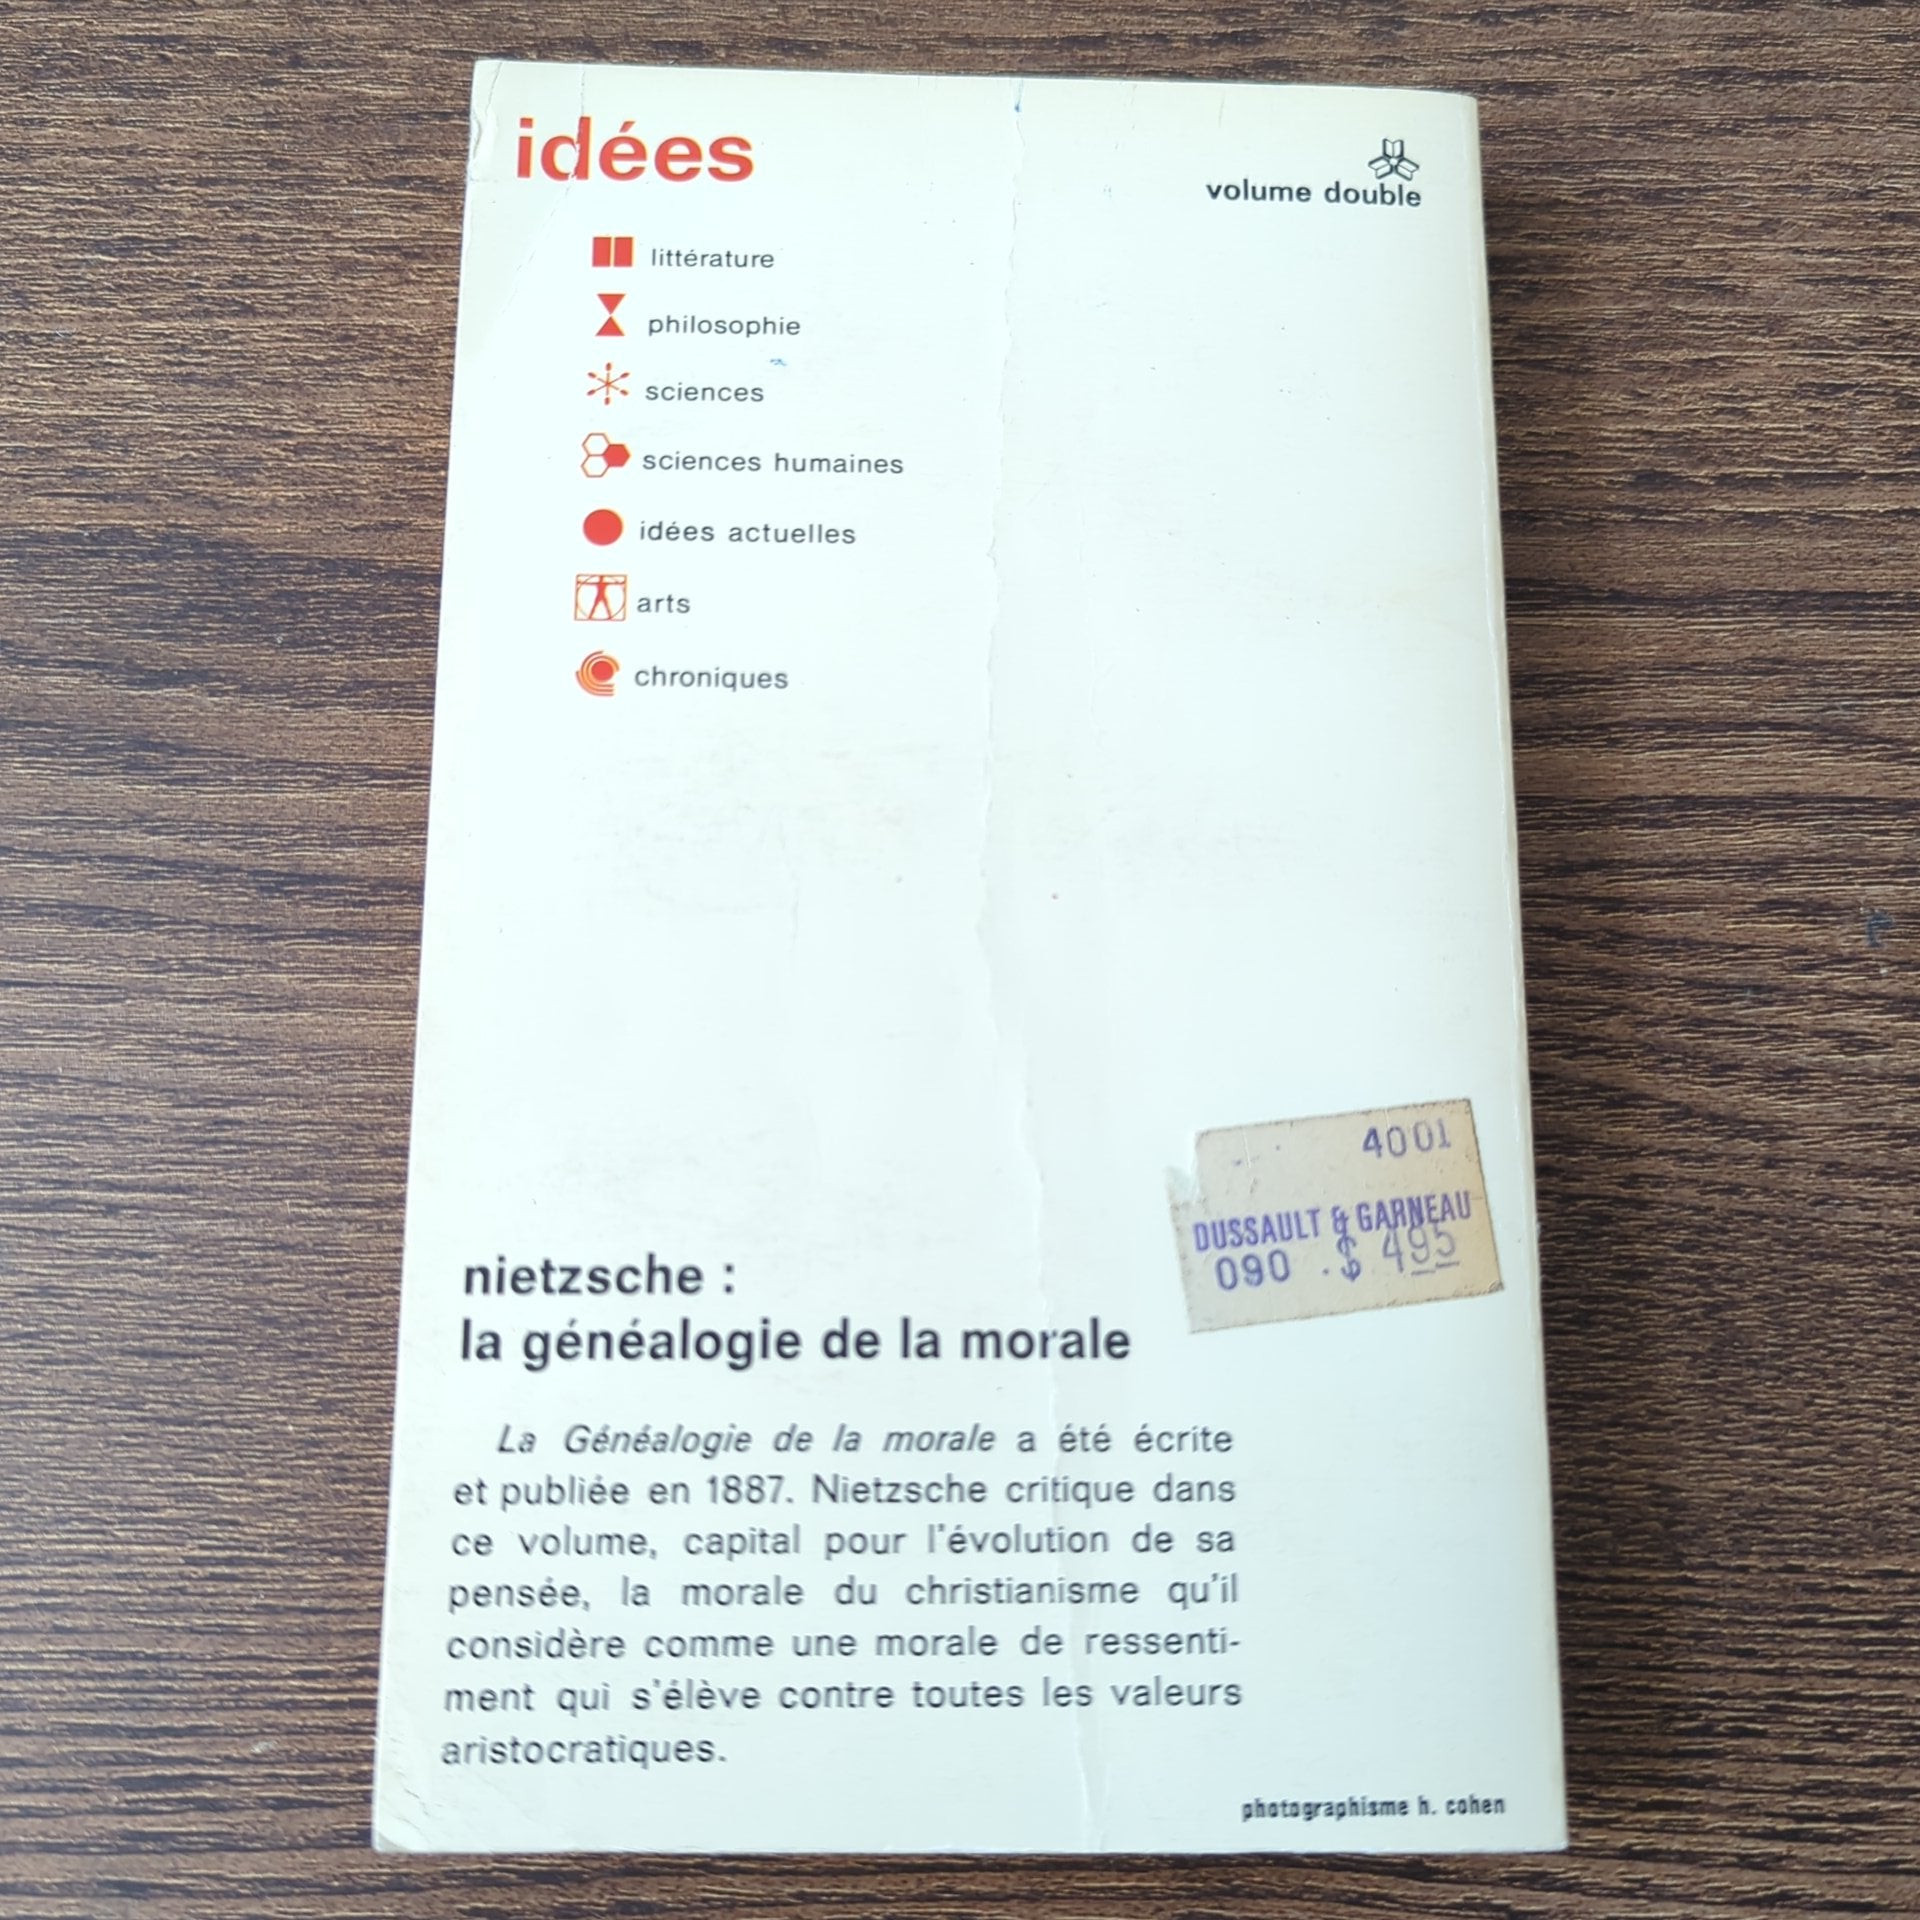 idées
volume double
littérature
philosophie
sciences
sciences humaines
idées actuelles
arts
chroniques
4001
DUSSAULT & GARNEAU
090 $ 495
nietzsche :
la généalogie de la morale
La Généalogie de la morale a été écrite
et publiée en 1887. Nietzsche critique dans
ce volume, capital pour l'évolution de sa
pensée, la morale du christianisme qu'il
considère comme une morale de ressenti-
ment qui s'élève contre toutes les valeurs
aristocratiques.
photographisme h. cohen